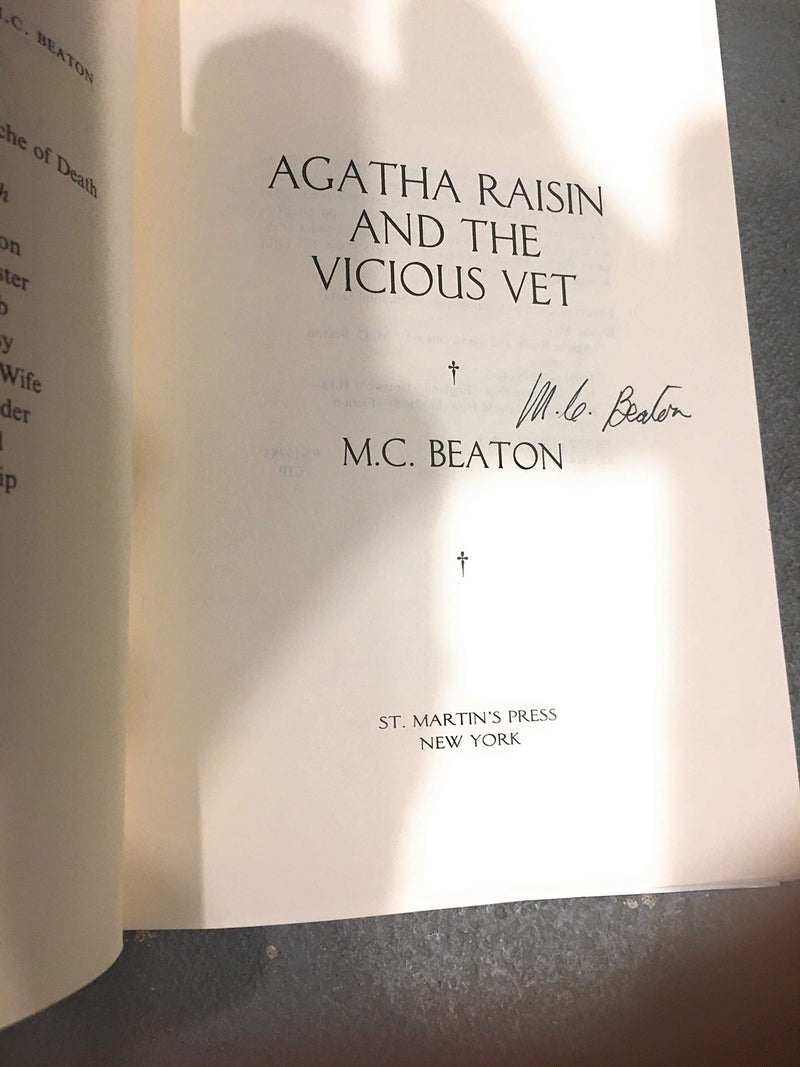 M.C. BEATON
che of Death
h
on
ster
b
sy
Wife
der
d
ip
AGATHA RAISIN
AND THE
VICIOUS VET
†
M.C. Beaton
M.C. BEATON
†
ST. MARTIN'S PRESS
NEW YORK